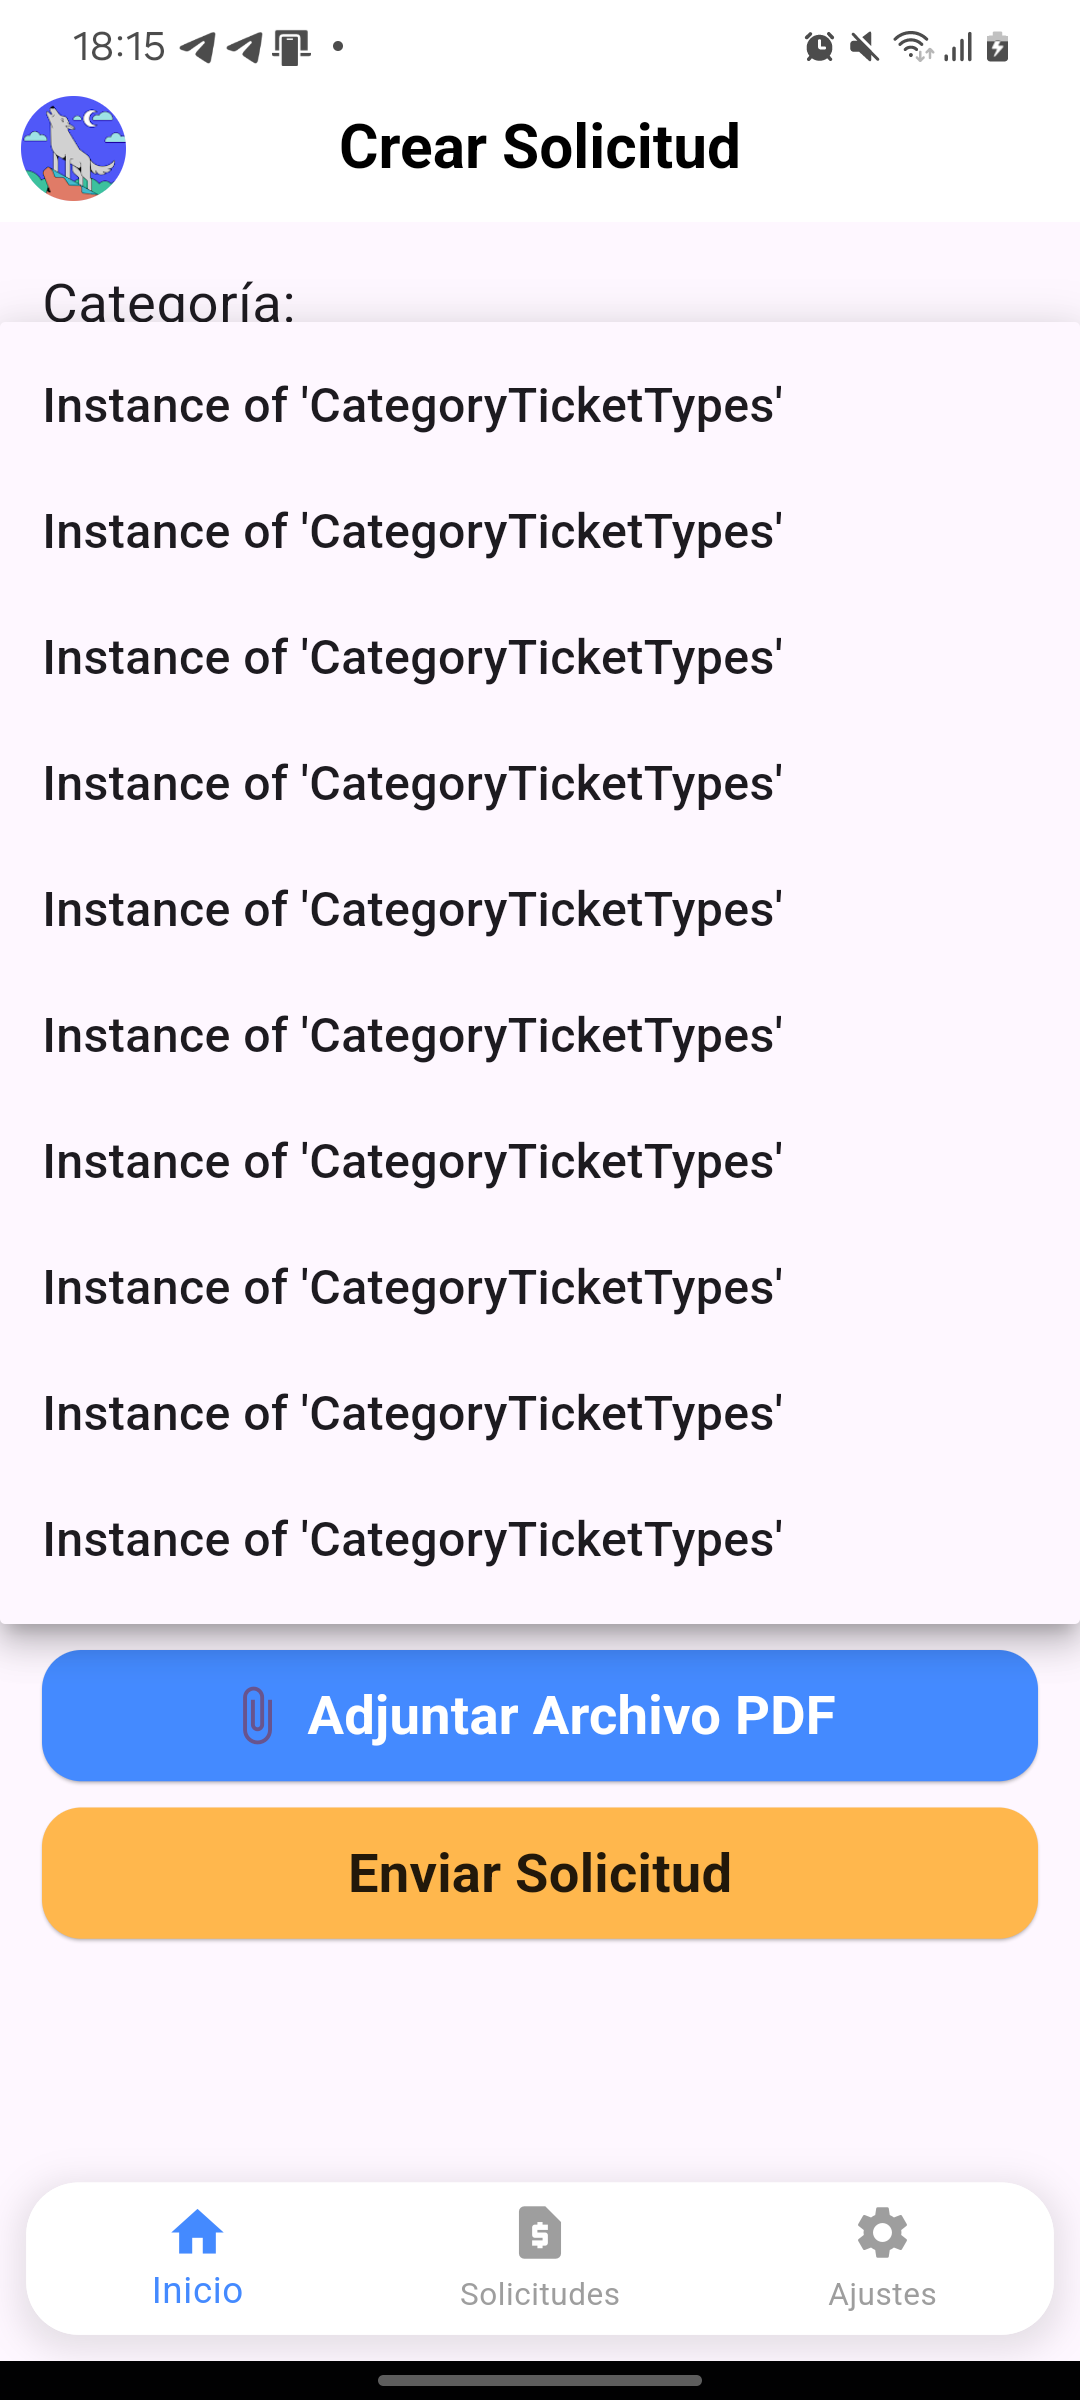 18:15
Crear Solicitud
Categoría:
Instance of 'CategoryTicketTypes'
Instance of 'CategoryTicketTypes'
Instance of 'CategoryTicketTypes'
Instance of 'CategoryTicketTypes'
Instance of 'CategoryTicketTypes'
Instance of 'CategoryTicketTypes'
Instance of 'CategoryTicketTypes'
Instance of 'CategoryTicketTypes'
Instance of 'CategoryTicketTypes'
Instance of 'CategoryTicketTypes'
Adjuntar Archivo PDF
Enviar Solicitud
Inicio
Solicitudes
Ajustes